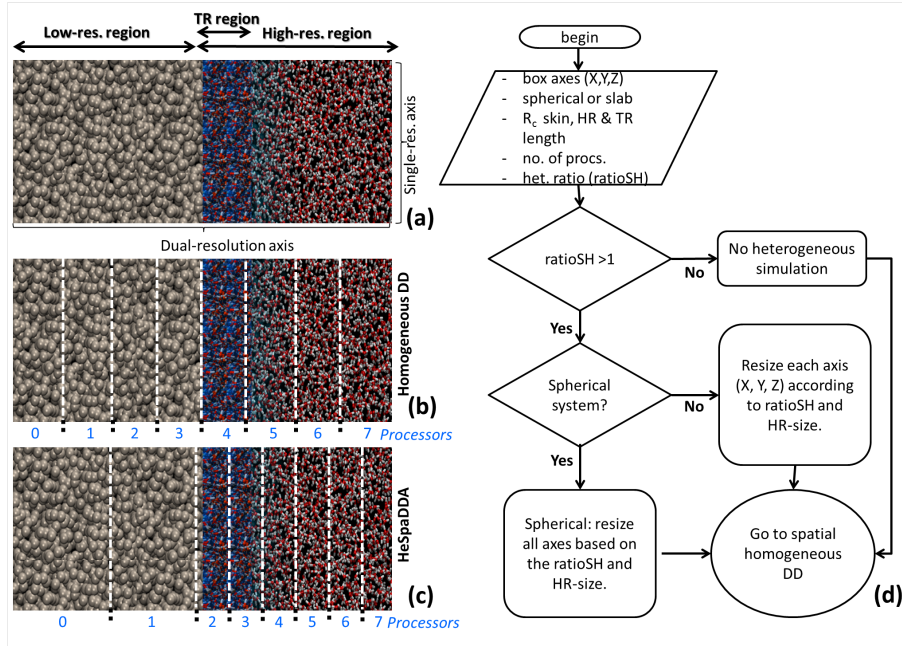 TR region
Low-res. region
High-res. region
Single-res. axis
(a)
Dual-resolution axis
Homogeneous DD
(b)
0 1 2 3 4 5 6 7 Processors
HeSpaDDA
(c)
0 1 2 3 4 5 6 7 Processors
begin
- box axes (X,Y,Z)
- spherical or slab
- Rc skin, HR & TR
length
- no. of procs.
- het. ratio (ratioSH)
ratioSH >1
No
No heterogeneous
simulation
Yes
Spherical
system?
No
Resize each axis
(X, Y, Z) according
to ratioSH and
HR-size.
Yes
Spherical: resize
all axes based on
the ratioSH and
HR-size.
Go to spatial
homogeneous
DD
(d)